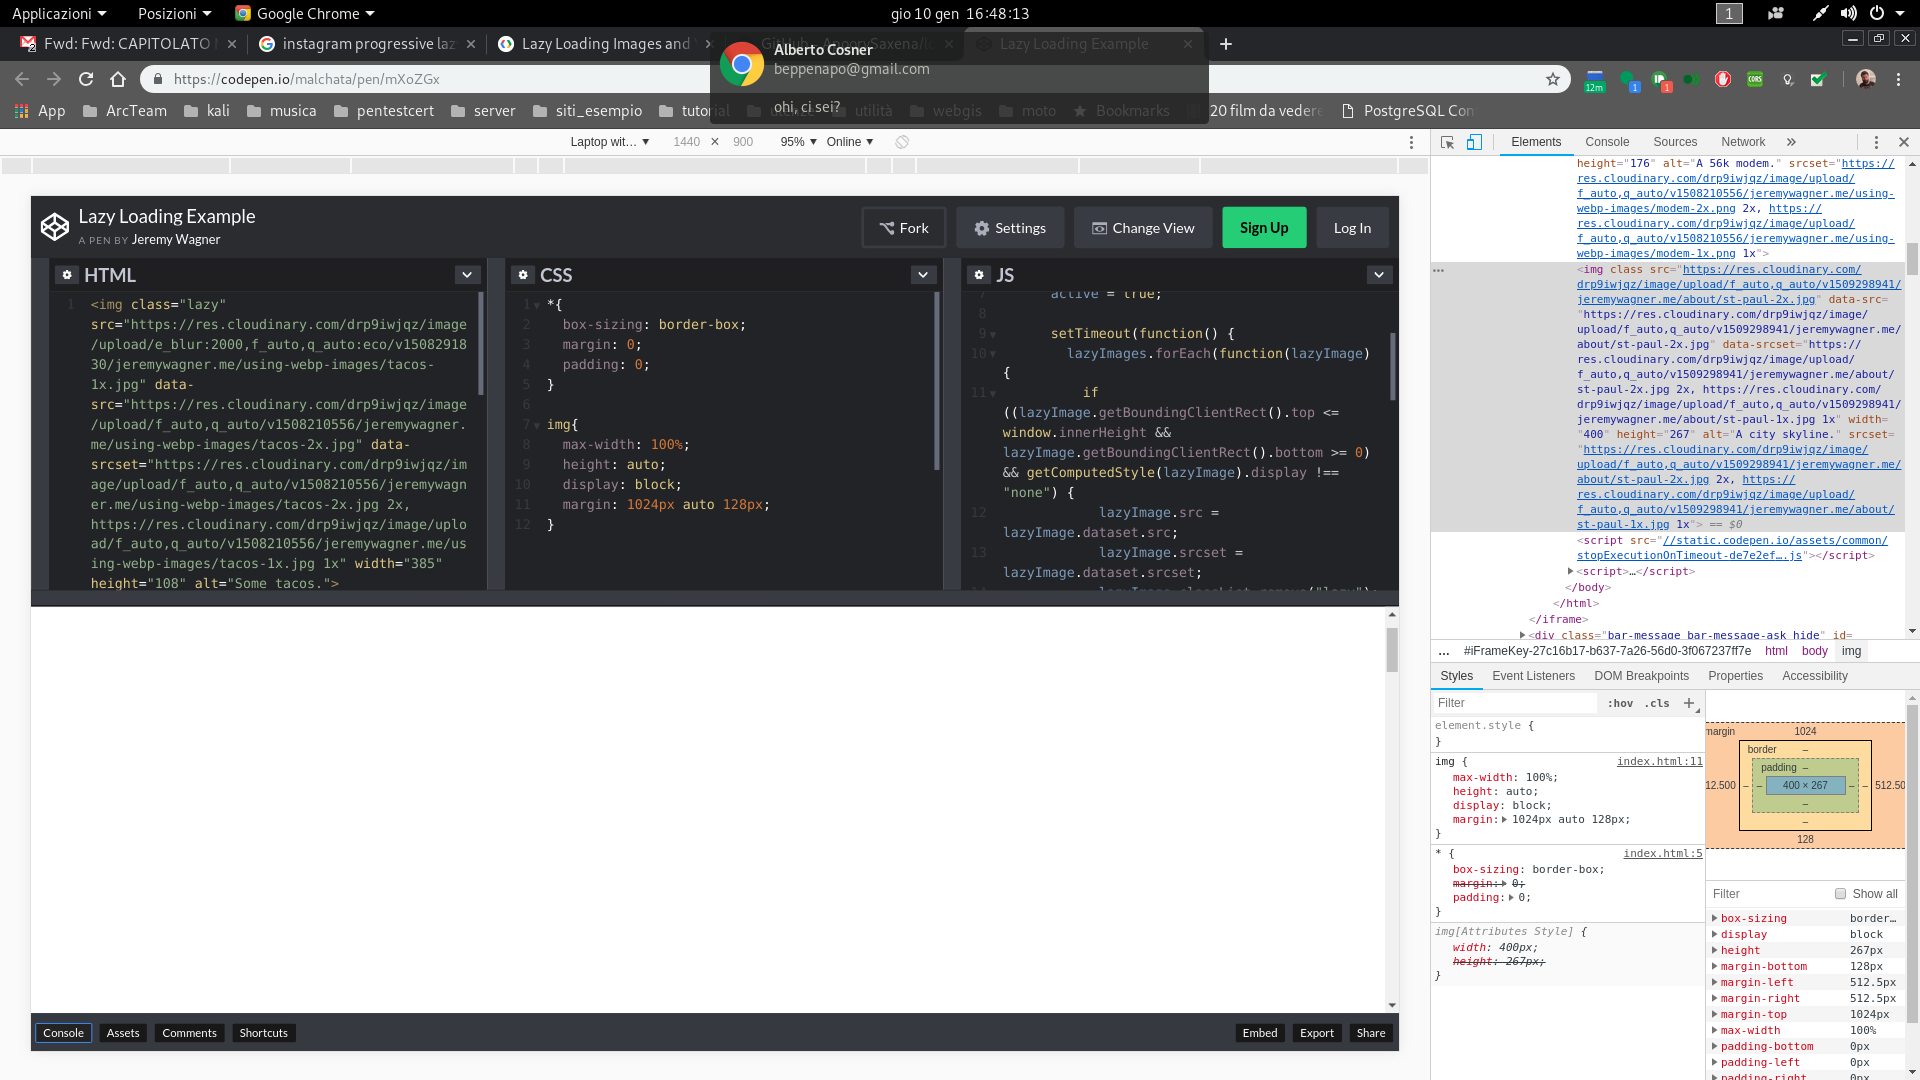 Applicazioni Posizioni Google Chrome gio 10 gen 16:48:13 1
2 Fwd: Fwd: CAPITOLATO instagram progressive laz Lazy Loading Images and GitHub - AngorySaxena/ Lazy Loading Example
Alberto Cosner
beppenapo@gmail.com
ohi, ci sei?
https://codepen.io/malchata/pen/mXoZGx 12m 1 1 CORS
App ArcTeam kali musica pentestcert server siti_esempio tutorial utenze utilità webgis moto Bookmarks 20 film da vedere PostgreSQL Con
Laptop wit… 1440 × 900 95% Online
Elements Console Sources Network »
Lazy Loading Example
A PEN BY Jeremy Wagner
Fork Settings Change View Sign Up Log In
HTML
1 <img class="lazy"
src="https://res.cloudinary.com/drp9iwjqz/image
/upload/e_blur:2000,f_auto,q_auto:eco/v15082918
30/jeremywagner.me/using-webp-images/tacos-
1x.jpg" data-
src="https://res.cloudinary.com/drp9iwjqz/image
/upload/f_auto,q_auto/v1508210556/jeremywagner.
me/using-webp-images/tacos-2x.jpg" data-
srcset="https://res.cloudinary.com/drp9iwjqz/im
age/upload/f_auto,q_auto/v1508210556/jeremywagn
er.me/using-webp-images/tacos-2x.jpg 2x,
https://res.cloudinary.com/drp9iwjqz/image/uplo
ad/f_auto,q_auto/v1508210556/jeremywagner.me/us
ing-webp-images/tacos-1x.jpg 1x" width="385"
height="108" alt="Some tacos.">
CSS
1 *{
2 box-sizing: border-box;
3 margin: 0;
4 padding: 0;
5 }
6
7 img{
8 max-width: 100%;
9 height: auto;
10 display: block;
11 margin: 1024px auto 128px;
12 }
JS
7 active = true;
8
9 setTimeout(function() {
10 lazyImages.forEach(function(lazyImage)
{
11 if
((lazyImage.getBoundingClientRect().top <=
window.innerHeight &&
lazyImage.getBoundingClientRect().bottom >= 0)
&& getComputedStyle(lazyImage).display !==
"none") {
12 lazyImage.src =
lazyImage.dataset.src;
13 lazyImage.srcset =
lazyImage.dataset.srcset;
14 lazyImage.classList.remove("lazy");
Console Assets Comments Shortcuts Embed Export Share
height="176" alt="A 56k modem." srcset="https://
res.cloudinary.com/drp9iwjqz/image/upload/
f_auto,q_auto/v1508210556/jeremywagner.me/using-
webp-images/modem-2x.png 2x, https://
res.cloudinary.com/drp9iwjqz/image/upload/
f_auto,q_auto/v1508210556/jeremywagner.me/using-
webp-images/modem-1x.png 1x">
<img class src="https://res.cloudinary.com/
drp9iwjqz/image/upload/f_auto,q_auto/v1509298941/
jeremywagner.me/about/st-paul-2x.jpg" data-src=
"https://res.cloudinary.com/drp9iwjqz/image/
upload/f_auto,q_auto/v1509298941/jeremywagner.me/
about/st-paul-2x.jpg" data-srcset="https://
res.cloudinary.com/drp9iwjqz/image/upload/
f_auto,q_auto/v1509298941/jeremywagner.me/about/
st-paul-2x.jpg 2x, https://res.cloudinary.com/
drp9iwjqz/image/upload/f_auto,q_auto/v1509298941/
jeremywagner.me/about/st-paul-1x.jpg 1x" width=
"400" height="267" alt="A city skyline." srcset=
"https://res.cloudinary.com/drp9iwjqz/image/
upload/f_auto,q_auto/v1509298941/jeremywagner.me/
about/st-paul-2x.jpg 2x, https://
res.cloudinary.com/drp9iwjqz/image/upload/
f_auto,q_auto/v1509298941/jeremywagner.me/about/
st-paul-1x.jpg 1x"> == $0
<script src="//static.codepen.io/assets/common/
stopExecutionOnTimeout-de7e2ef….js"></script>
<script>…</script>
</body>
</html>
</iframe>
<div class="bar-message bar-message-ask hide" id=
… #iFrameKey-27c16b17-b637-7a26-56d0-3f067237ff7e html body img
Styles Event Listeners DOM Breakpoints Properties Accessibility
Filter :hov .cls +
element.style {
}
img { index.html:11
max-width: 100%;
height: auto;
display: block;
margin: 1024px auto 128px;
}
* { index.html:5
box-sizing: border-box;
margin: 0;
padding: 0;
}
img[Attributes Style] {
width: 400px;
height: 267px;
}
margin 1024
border –
padding –
12.500 – – 400 × 267 – – 512.50
–
–
128
Filter Show all
box-sizing border…
display block
height 267px
margin-bottom 128px
margin-left 512.5px
margin-right 512.5px
margin-top 1024px
max-width 100%
padding-bottom 0px
padding-left 0px
padding-right 0px